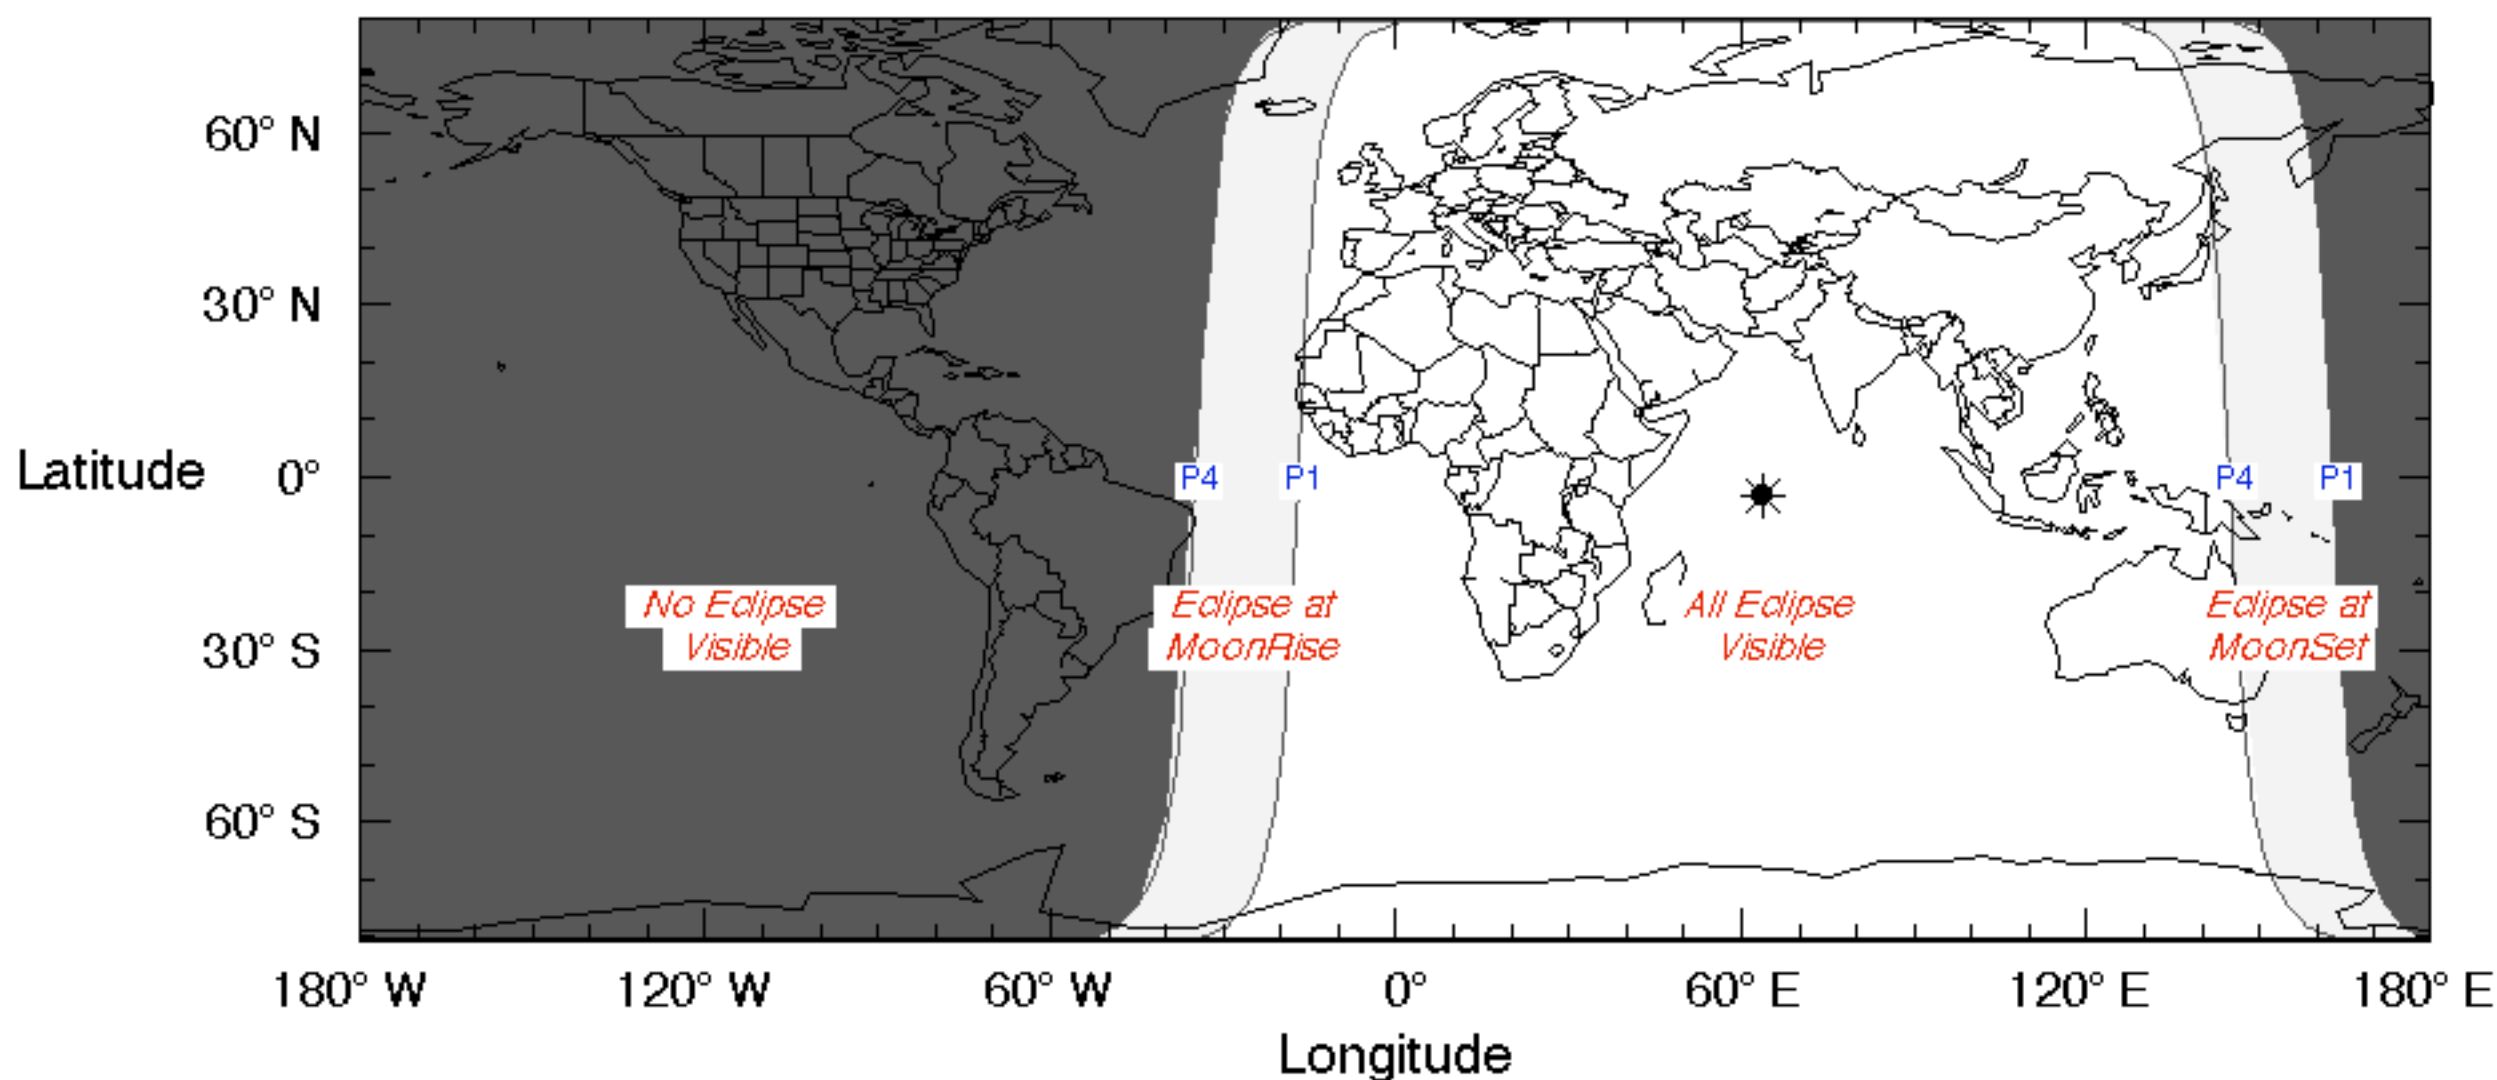 60° N
30° N
Latitude
0°
P4
P1
P4
P1
No Eclipse
Visible
Eclipse at
MoonRise
All Eclipse
Visible
Eclipse at
MoonSet
30° S
60° S
180° W
120° W
60° W
0°
60° E
120° E
180° E
Longitude